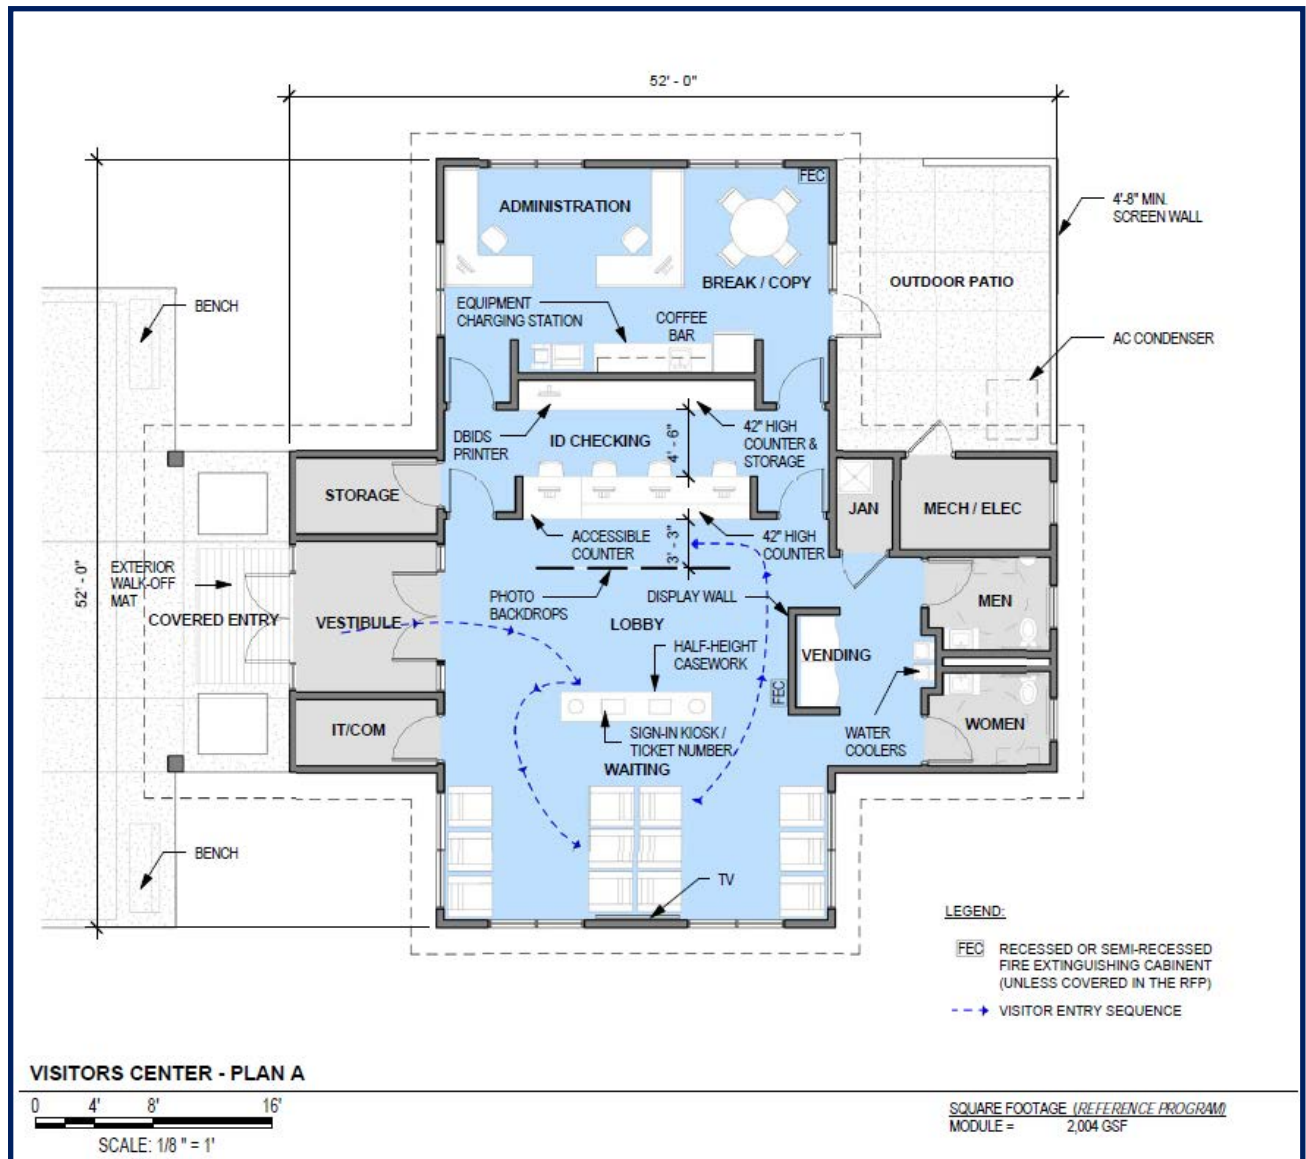 52' - 0"
FEC
4'-8" MIN.
SCREEN WALL
ADMINISTRATION
BREAK / COPY
OUTDOOR PATIO
BENCH
EQUIPMENT
CHARGING STATION
COFFEE
BAR
AC CONDENSER
DBIDS
PRINTER
ID CHECKING
4' - 6"
42" HIGH
COUNTER &
STORAGE
STORAGE
JAN
MECH / ELEC
ACCESSIBLE
COUNTER
3' - 3"
42" HIGH
COUNTER
EXTERIOR
WALK-OFF
MAT
52' - 0"
COVERED ENTRY
VESTIBULE
PHOTO
BACKDROPS
DISPLAY WALL
LOBBY
MEN
HALF-HEIGHT
CASEWORK
VENDING
FEC
IT/COM
SIGN-IN KIOSK /
TICKET NUMBER
WATER
COOLERS
WOMEN
WAITING
BENCH
TV
LEGEND:
FEC RECESSED OR SEMI-RECESSED
FIRE EXTINGUISHING CABINENT
(UNLESS COVERED IN THE RFP)
VISITOR ENTRY SEQUENCE
VISITORS CENTER - PLAN A
0 4' 8' 16'
SCALE: 1/8 " = 1'
SQUARE FOOTAGE (REFERENCE PROGRAM)
MODULE = 2,004 GSF